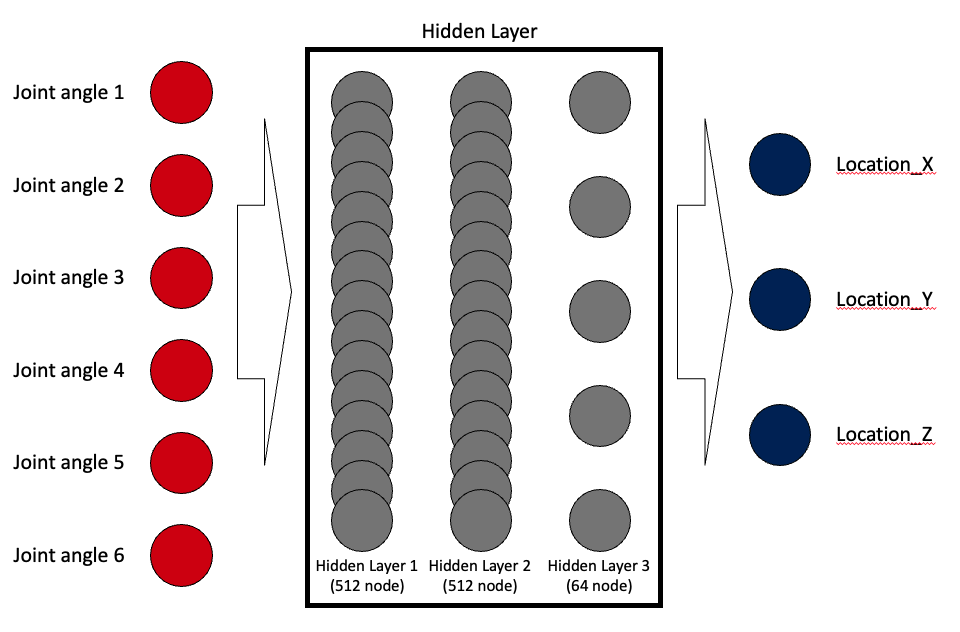 Hidden Layer
Joint angle 1
Joint angle 2
Joint angle 3
Joint angle 4
Joint angle 5
Joint angle 6
Hidden Layer 1
(512 node)
Hidden Layer 2
(512 node)
Hidden Layer 3
(64 node)
Location_X
Location_Y
Location_Z